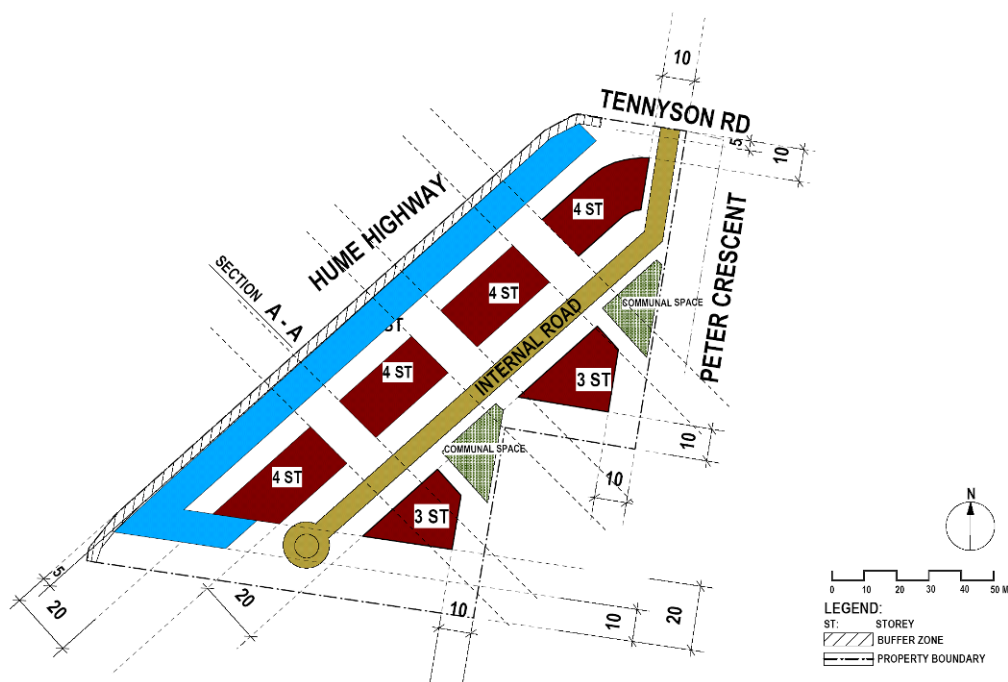 10
TENNYSON RD
5
10
HUME HIGHWAY
4 ST
PETER CRESCENT
SECTION A - A
4 ST
COMMUNAL SPACE
ST
INTERNAL ROAD
4 ST
3 ST
10
COMMUNAL SPACE
4 ST
10
3 ST
N
5
20
20
10
10
20
0 10 20 30 40 50 M
LEGEND:
ST: STOREY
BUFFER ZONE
PROPERTY BOUNDARY